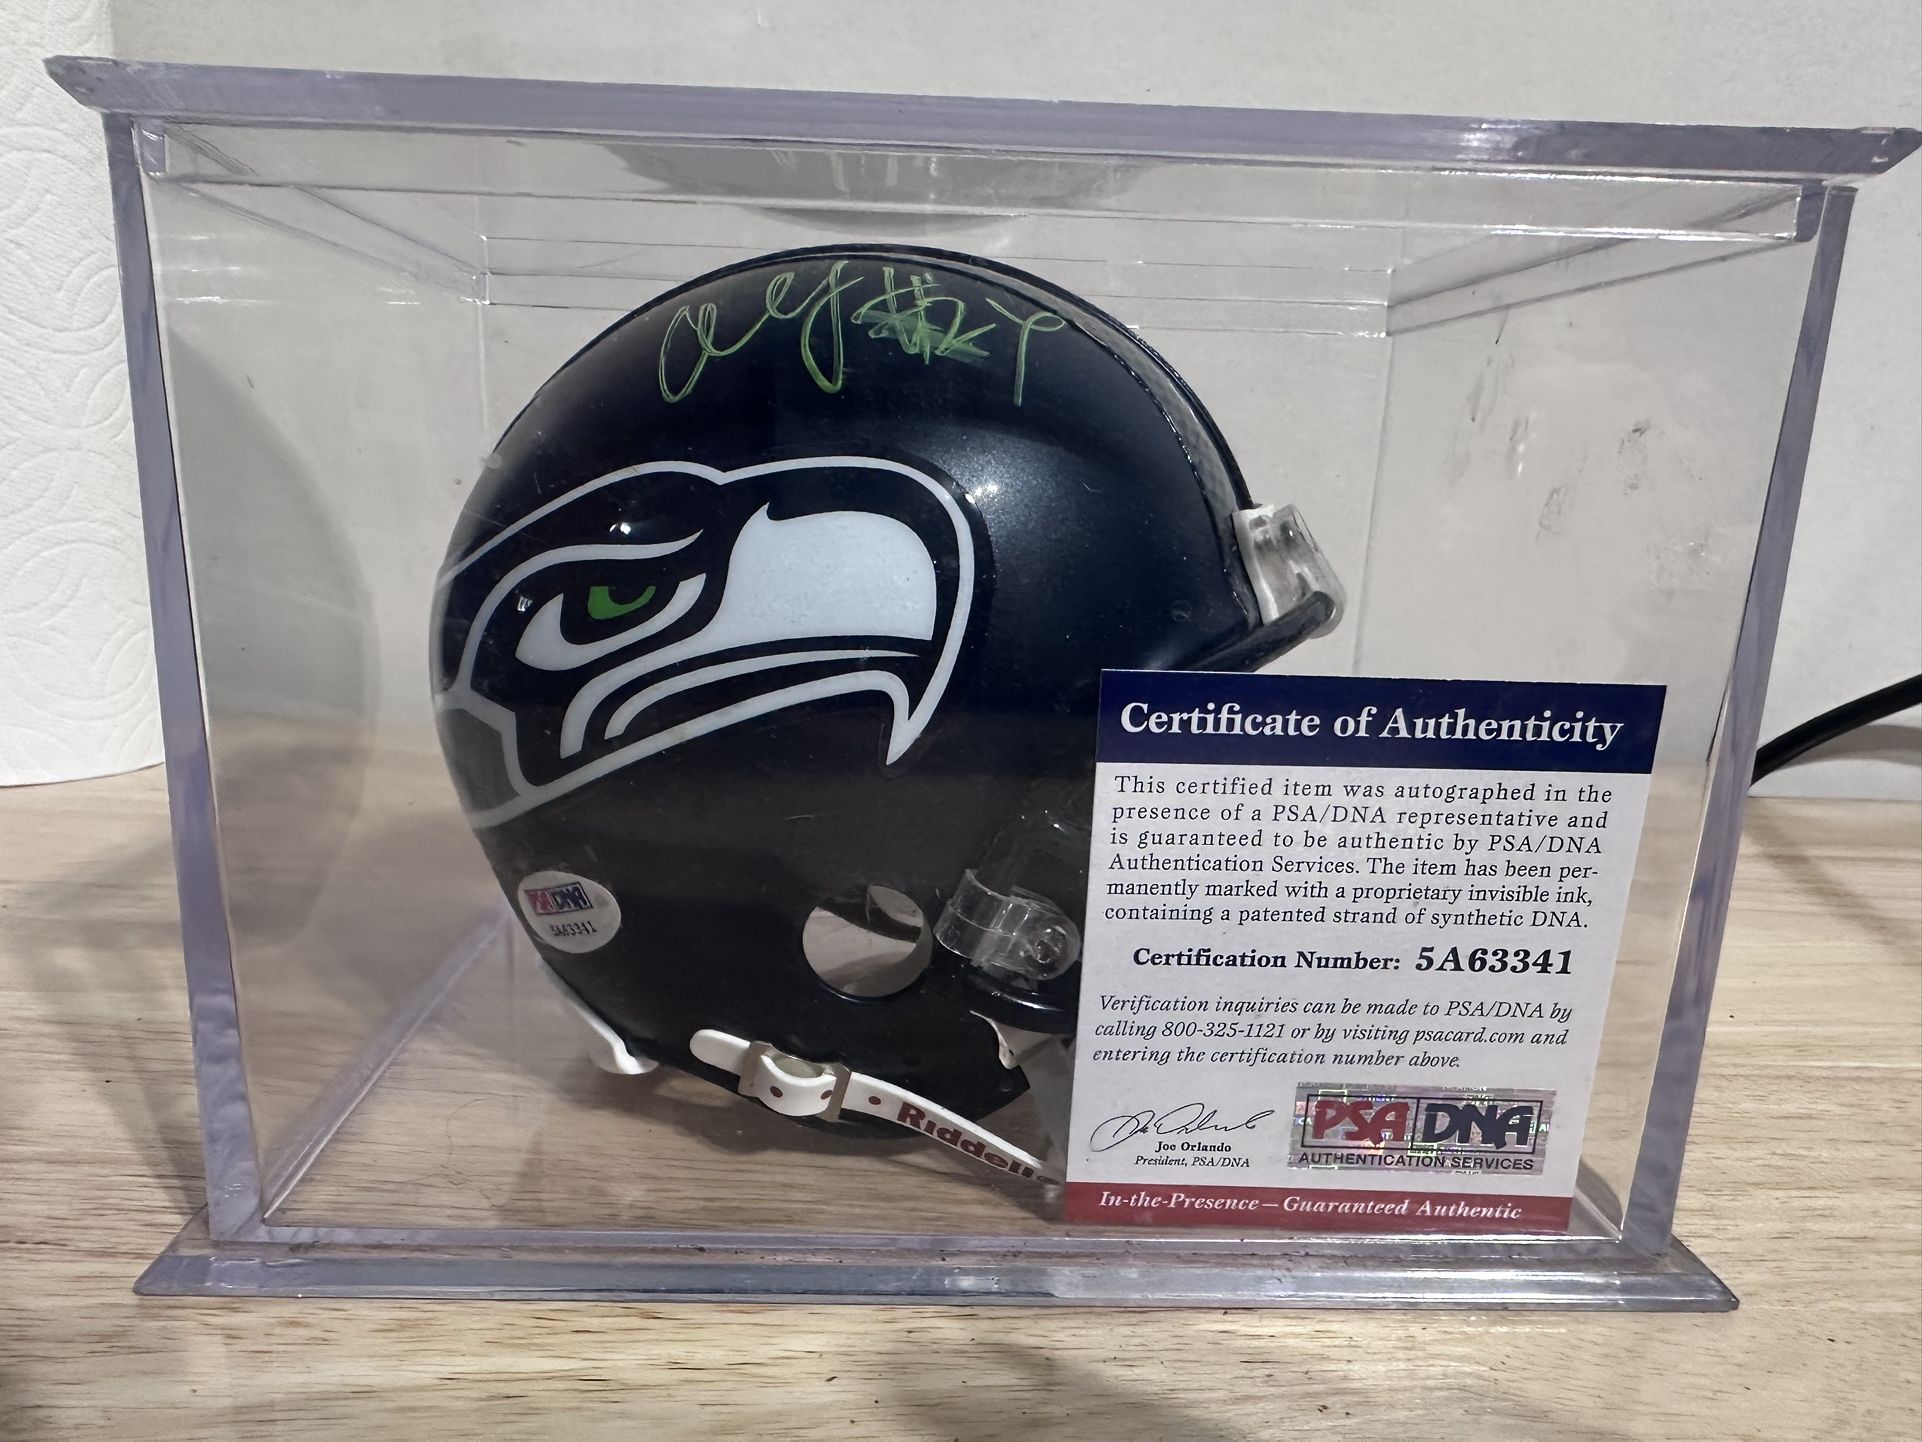 #24
Certificate of Authenticity
This certified item was autographed in the
presence of a PSA/DNA representative and
is guaranteed to be authentic by PSA/DNA
Authentication Services. The item has been per-
manently marked with a proprietary invisible ink,
containing a patented strand of synthetic DNA.
Certification Number: 5A63341
Verification inquiries can be made to PSA/DNA by
calling 800-325-1121 or by visiting psacard.com and
entering the certification number above.
Joe Orlando
President, PSA/DNA
PSA DNA
AUTHENTICATION SERVICES
In-the-Presence—Guaranteed Authentic
PSA/DNA
5A63341
Riddell